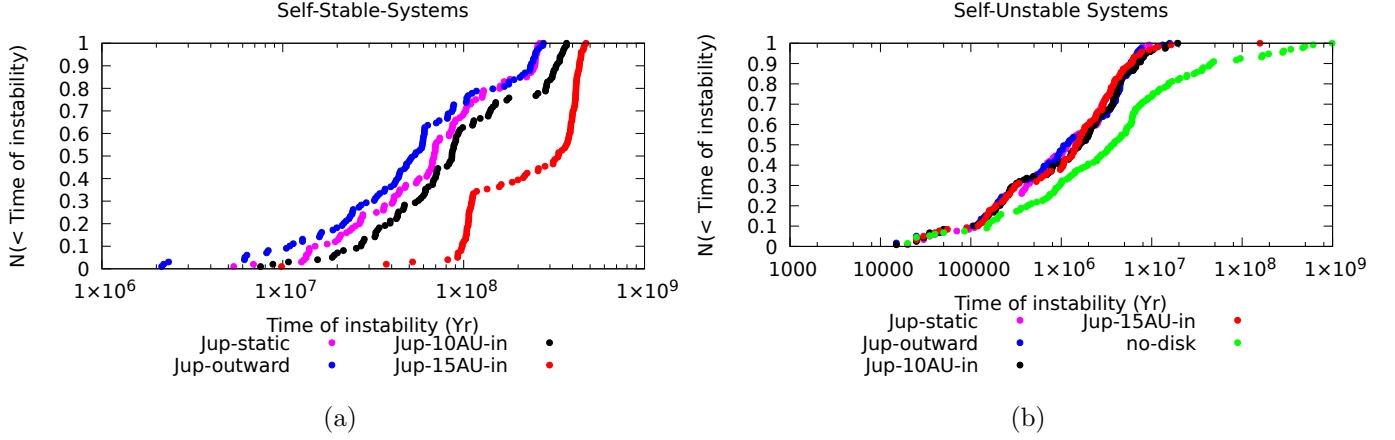 Self-Stable-Systems
N(< Time of instability)
1
0.9
0.8
0.7
0.6
0.5
0.4
0.3
0.2
0.1
0
1×10⁶
1×10⁷
1×10⁸
1×10⁹
Time of instability (Yr)
Jup-static
Jup-10AU-in
Jup-outward
Jup-15AU-in
(a)
Self-Unstable Systems
N(< Time of instability)
1
0.9
0.8
0.7
0.6
0.5
0.4
0.3
0.2
0.1
0
1000
10000
100000
1×10⁶
1×10⁷
1×10⁸
1×10⁹
Time of instability (Yr)
Jup-static
Jup-15AU-in
Jup-outward
no-disk
Jup-10AU-in
(b)